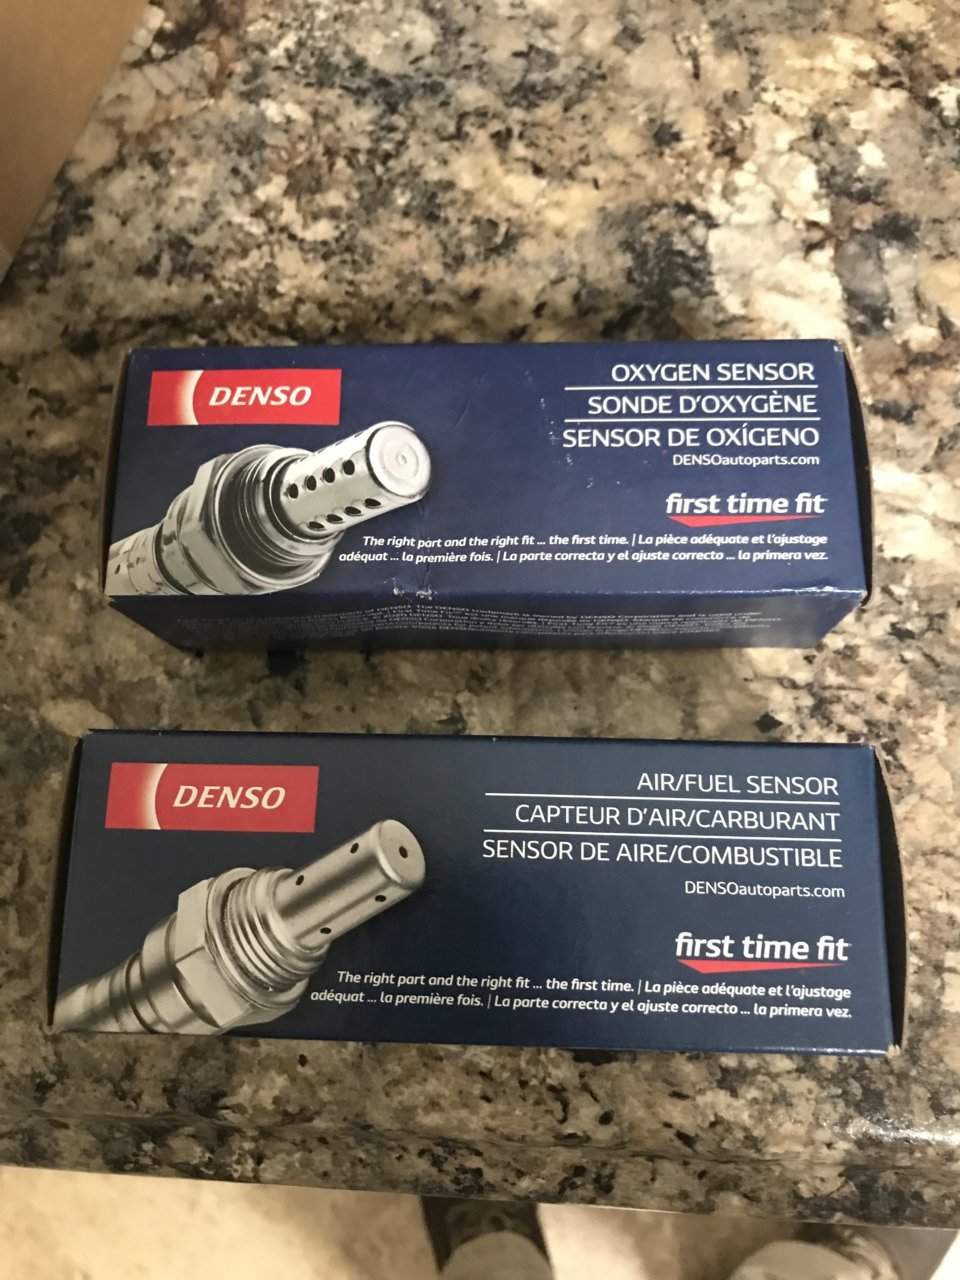 DENSO
OXYGEN SENSOR
SONDE D'OXYGÈNE
SENSOR DE OXÍGENO
DENSOautoparts.com
first time fit
The right part and the right fit ... the first time. | La pièce adéquate et l'ajustage
adéquat ... la première fois. | La parte correcta y el ajuste correcto ... la primera vez.
DENSO
AIR/FUEL SENSOR
CAPTEUR D'AIR/CARBURANT
SENSOR DE AIRE/COMBUSTIBLE
DENSOautoparts.com
first time fit
The right part and the right fit ... the first time. | La pièce adéquate et l'ajustage
adéquat ... la première fois. | La parte correcta y el ajuste correcto ... la primera vez.